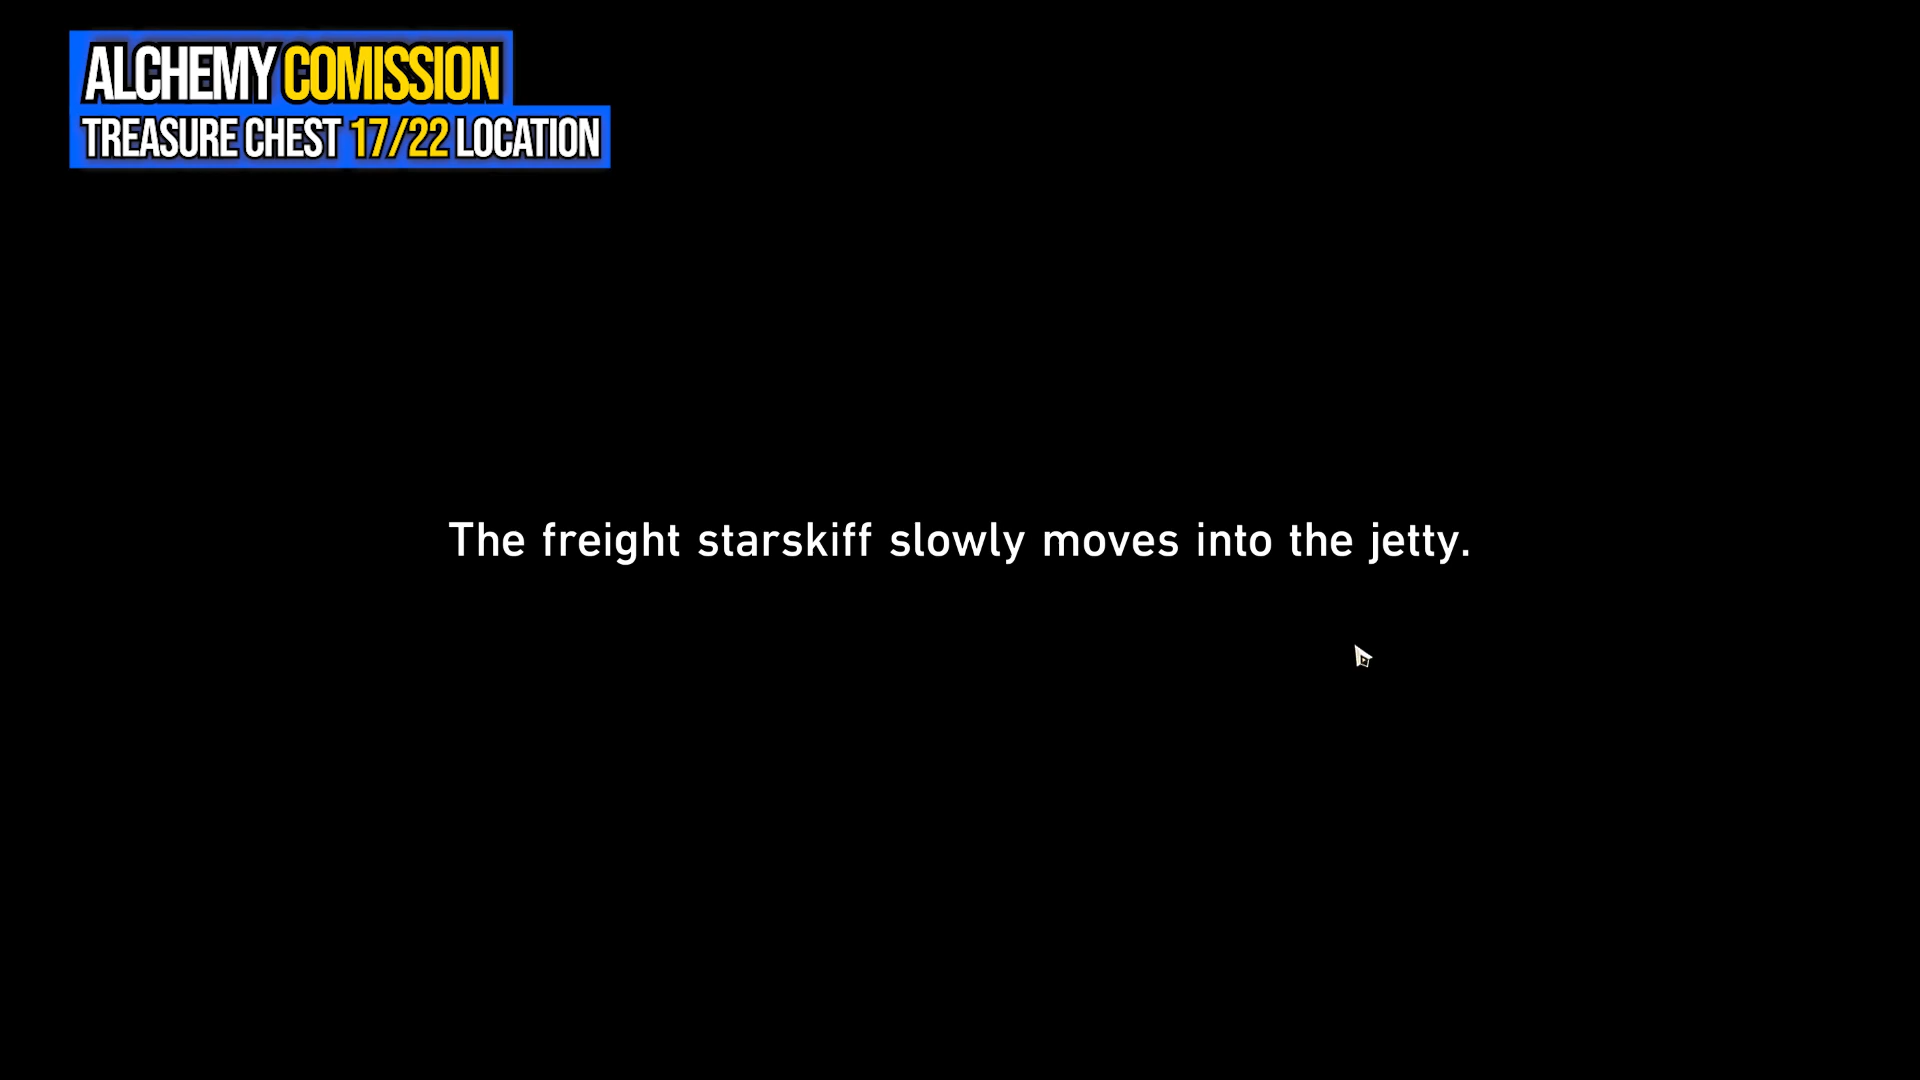 ALCHEMY COMISSION
TREASURE CHEST 17/22 LOCATION
The freight starskiff slowly moves into the jetty.